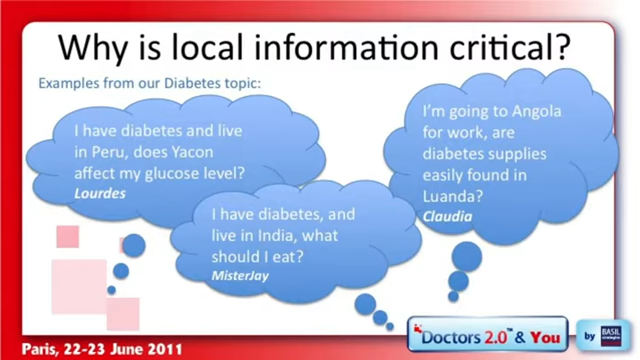 Why is local information critical?
Examples from our Diabetes topic:
I have diabetes and live
in Peru, does Yacon
affect my glucose level?
Lourdes
I have diabetes, and
live in India, what
should I eat?
MisterJay
I'm going to Angola
for work, are
diabetes supplies
easily found in
Luanda?
Claudia
Doctors 2.0™ & You
by BASIL
strategies
Paris, 22-23 June 2011